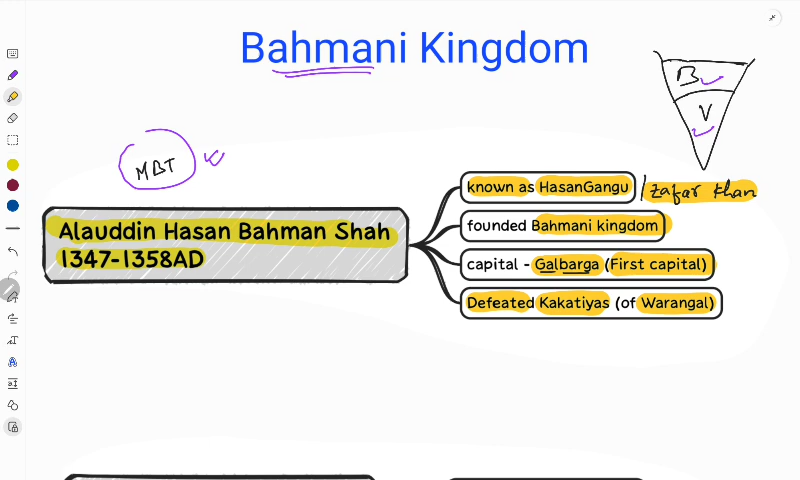 Bahmani Kingdom
B
V
MBT
known as HasanGangu / Zafar Khan
Alauddin Hasan Bahman Shah
1347-1358AD
founded Bahmani kingdom
capital - Galbarga (First capital)
Defeated Kakatiyas (of Warangal)